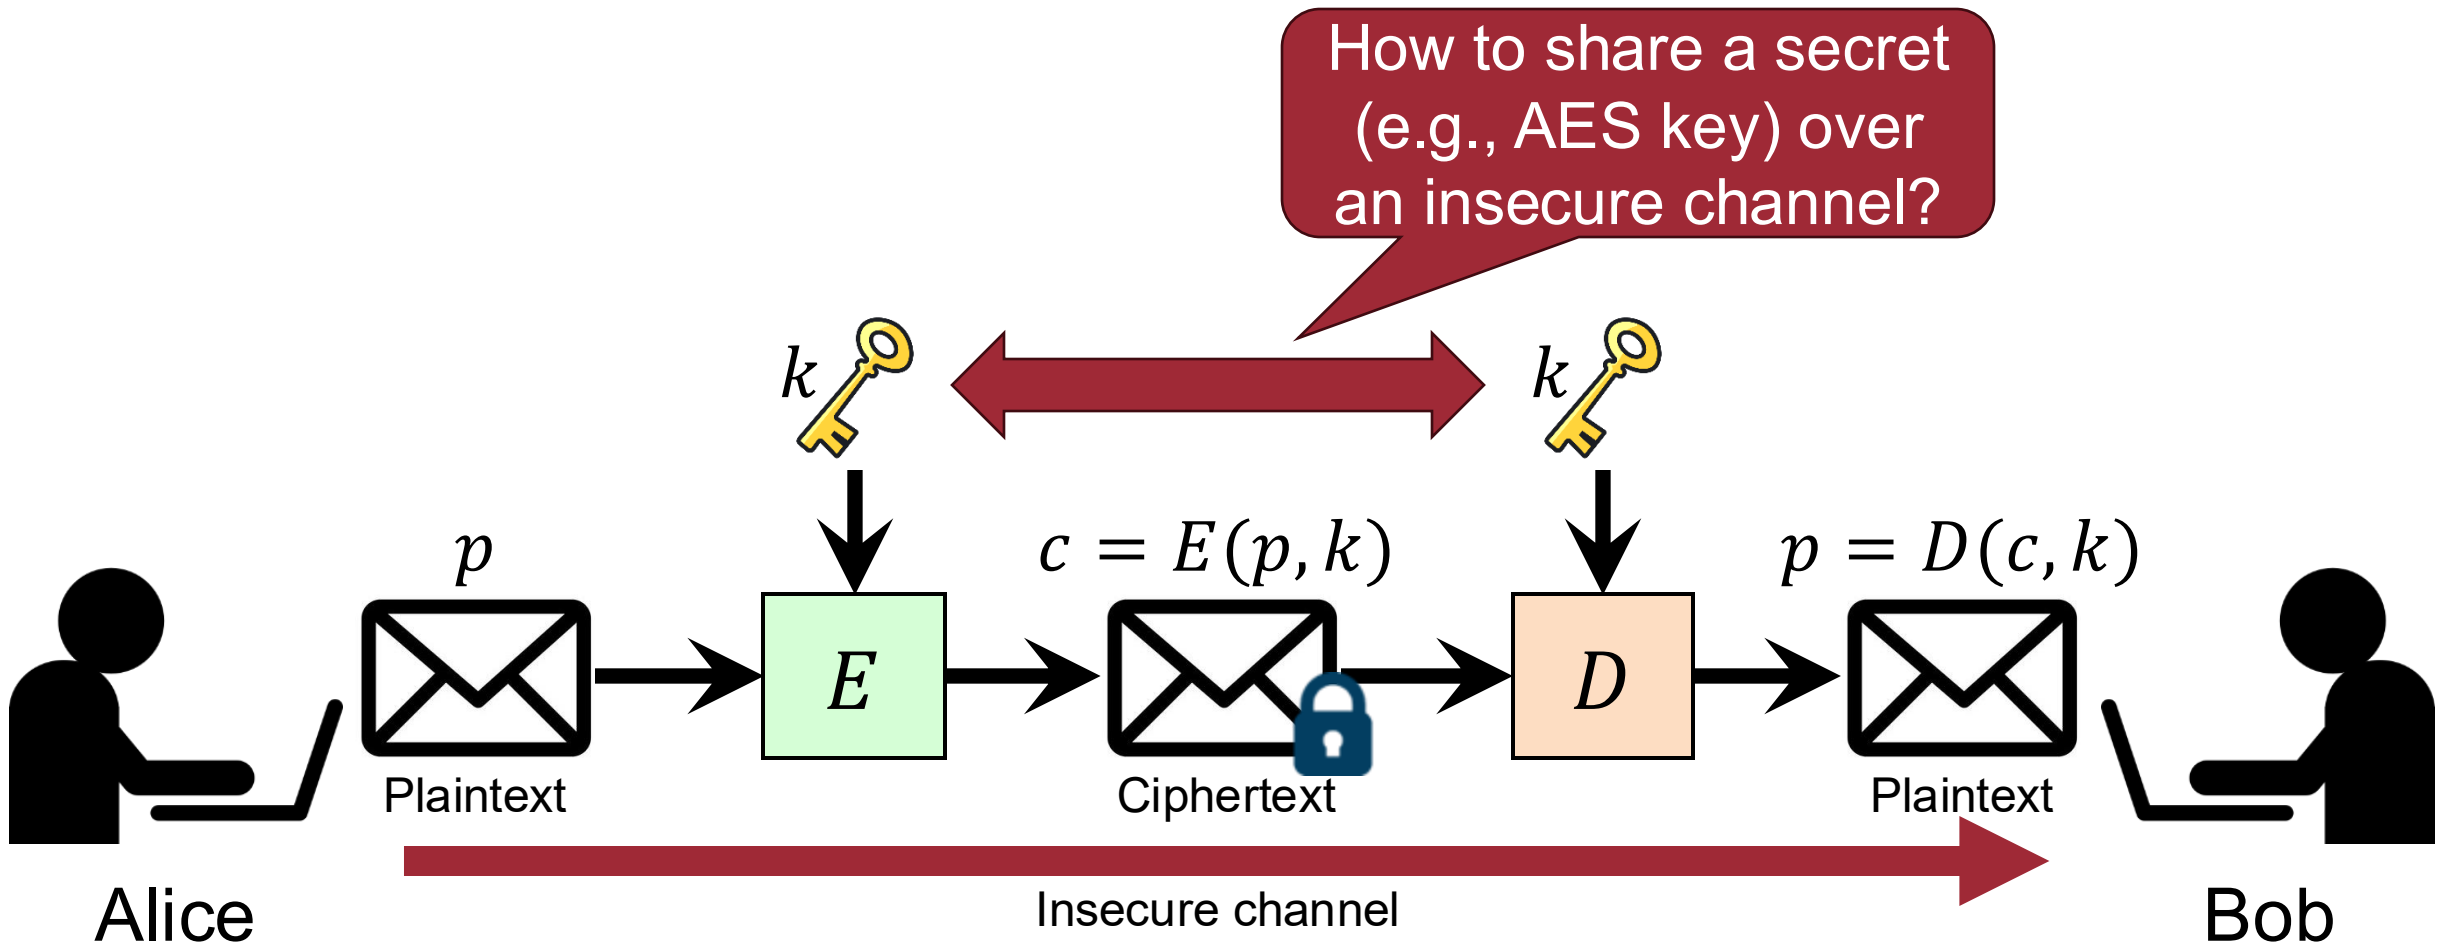 How to share a secret
(e.g., AES key) over
an insecure channel?
k
k
p
c = E(p, k)
p = D(c, k)
E
D
Plaintext
Ciphertext
Plaintext
Insecure channel
Alice
Bob